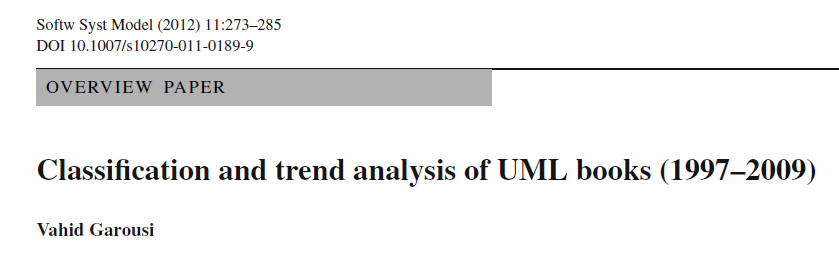 Softw Syst Model (2012) 11:273–285
DOI 10.1007/s10270-011-0189-9
OVERVIEW PAPER
Classification and trend analysis of UML books (1997–2009)
Vahid Garousi